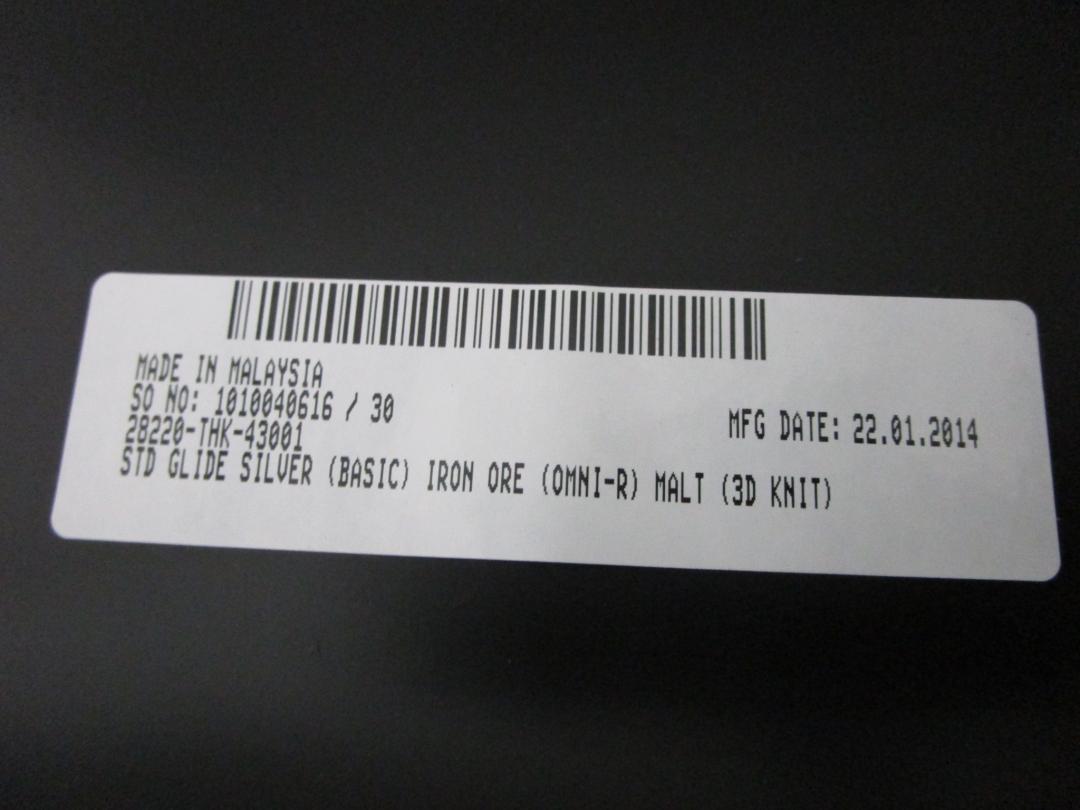 MADE IN MALAYSIA
SO NO: 1010040616 / 30
28220-THK-43001
MFG DATE: 22.01.2014
STD GLIDE SILVER (BASIC) IRON ORE (OMNI-R) MALT (3D KNIT)